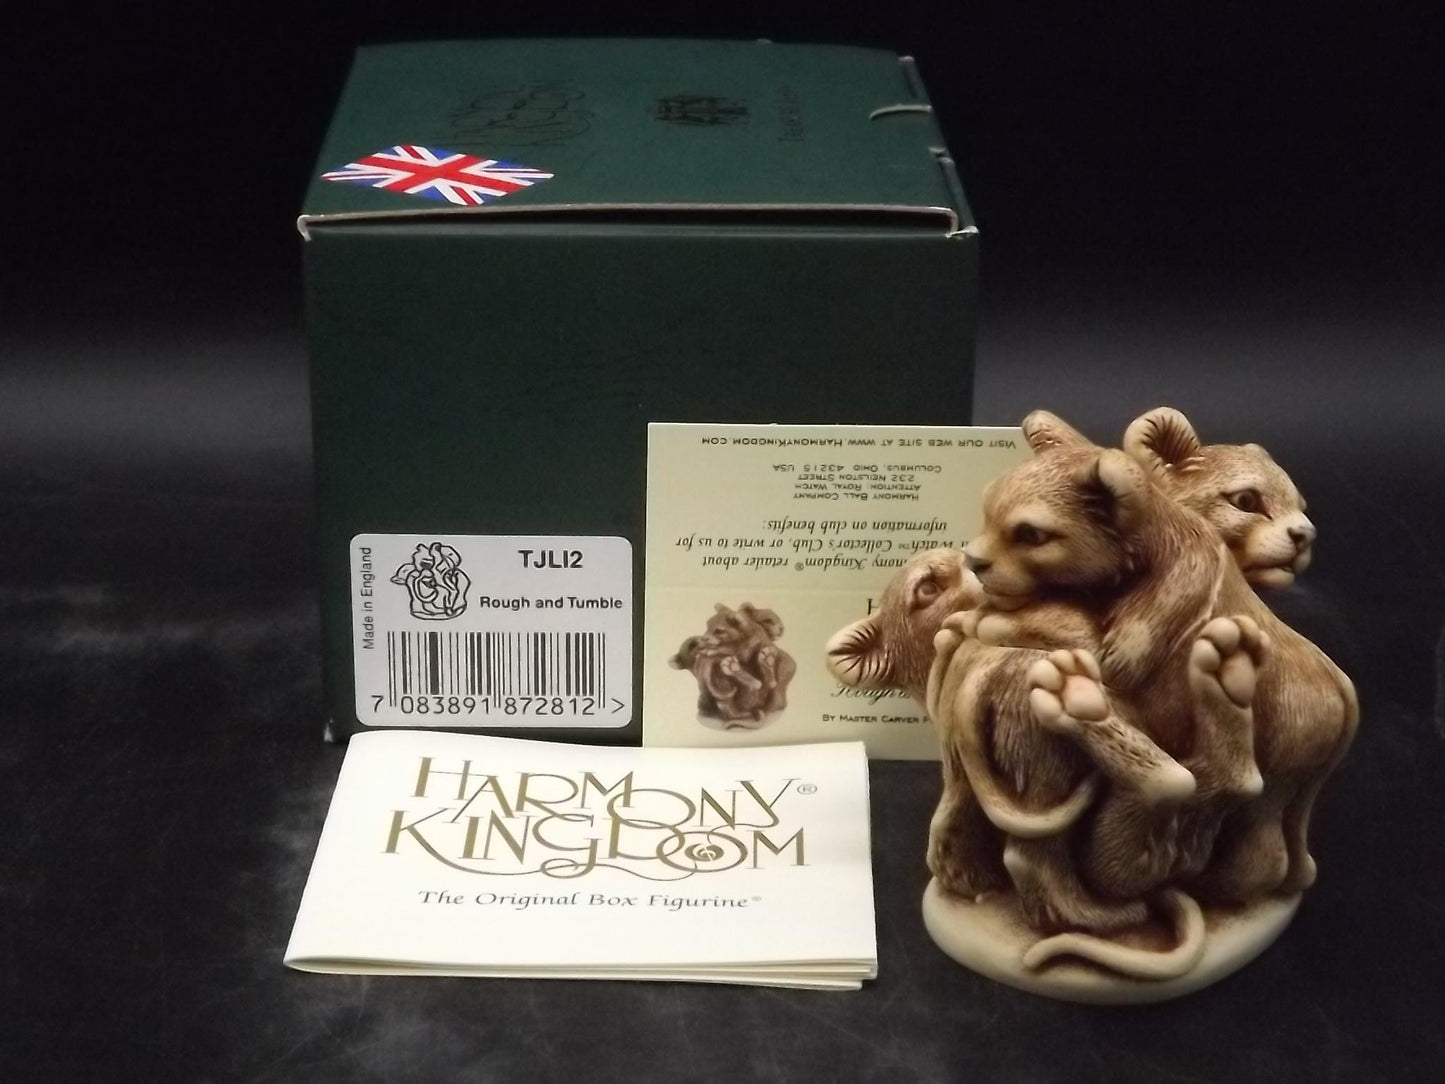 TJLI2
Rough and Tumble
Made in England
7 083891 872812 >
HARMONY®
KINGDOM
The Original Box Figurine®
VISIT OUR WEB SITE AT WWW.HARMONYKINGDOM.COM
COLUMBUS, OHIO 43215 USA
232 NEILSTON STREET
ATTENTION: ROYAL WATCH
HARMONY BALL COMPANY
information on club benefits:
Watch™ Collector's Club, or write to us for
Kingdom® retailer about
BY MASTER CARVER